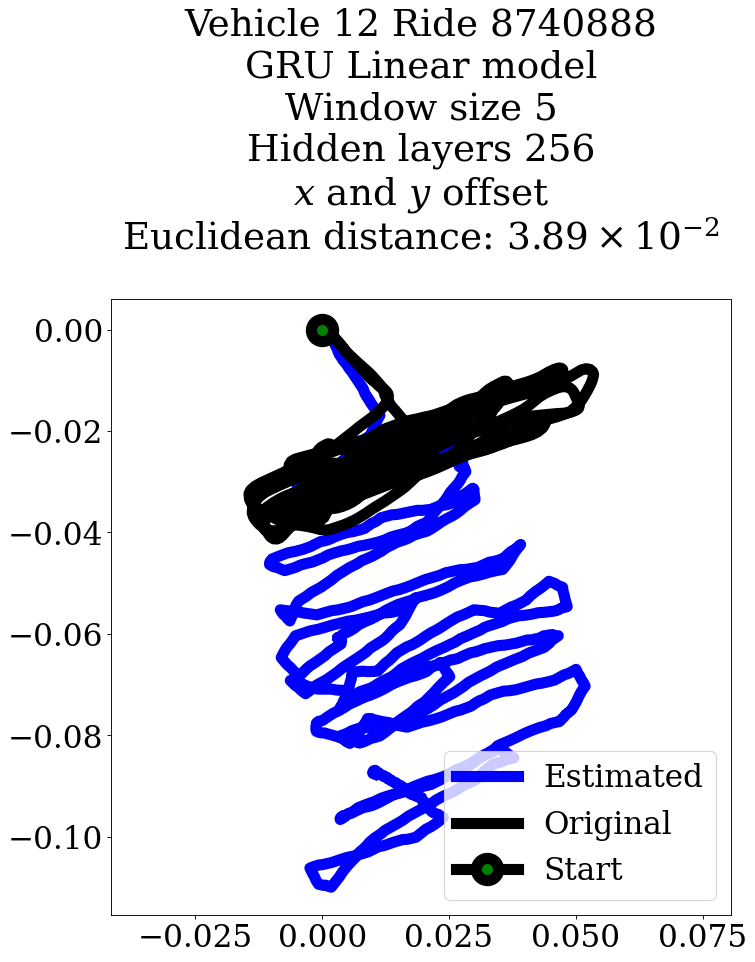 Vehicle 12 Ride 8740888
GRU Linear model
Window size 5
Hidden layers 256
x and y offset
Euclidean distance: 3.89 × 10⁻²
0.00
−0.02
−0.04
−0.06
−0.08
−0.10
Estimated
Original
Start
−0.025 0.000 0.025 0.050 0.075